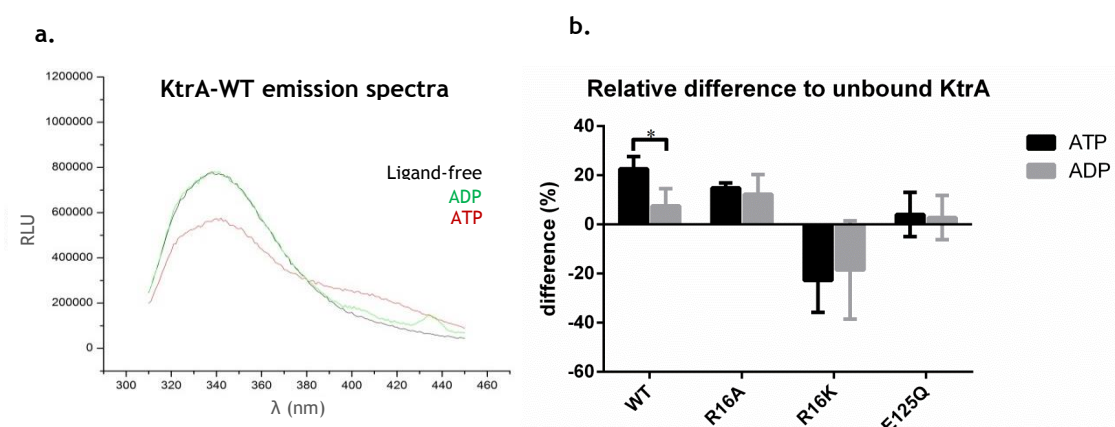 a.
KtrA-WT emission spectra
1200000
1000000
800000
600000
400000
200000
0
RLU
Ligand-free
ADP
ATP
300 320 340 360 380 400 420 440 460
λ (nm)
b.
Relative difference to unbound KtrA
40
20
0
-20
-40
-60
difference (%)
*
ATP
ADP
WT
R16A
R16K
E125Q